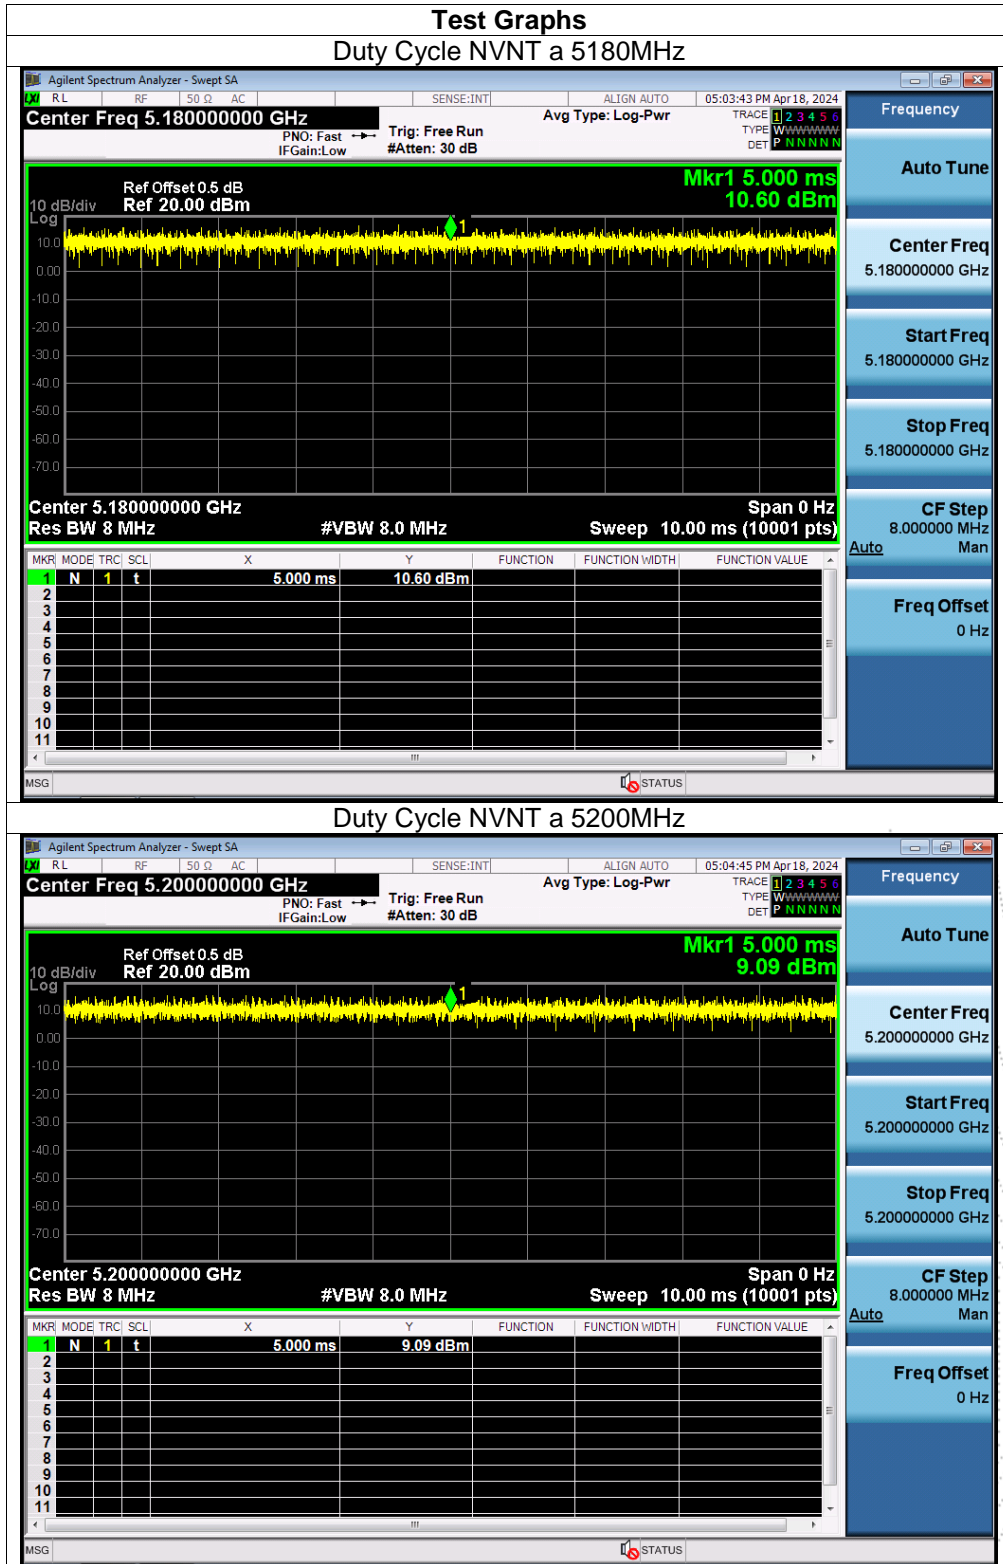 Test Graphs
Duty Cycle NVNT a 5180MHz
Agilent Spectrum Analyzer - Swept SA
LXI RL RF 50 Ω AC SENSE:INT ALIGN AUTO 05:03:43 PM Apr 18, 2024
Center Freq 5.180000000 GHz
PNO: Fast
IFGain:Low
Trig: Free Run
#Atten: 30 dB
Avg Type: Log-Pwr
TRACE 1 2 3 4 5 6
TYPE WWWWWW
DET P N N N N N
Frequency
Auto Tune
Center Freq
5.180000000 GHz
Start Freq
5.180000000 GHz
Stop Freq
5.180000000 GHz
CF Step
8.000000 MHz
Auto Man
Freq Offset
0 Hz
Mkr1 5.000 ms
10.60 dBm
Ref Offset 0.5 dB
10 dB/div Ref 20.00 dBm
Log
1
10.0
0.00
-10.0
-20.0
-30.0
-40.0
-50.0
-60.0
-70.0
Center 5.180000000 GHz Span 0 Hz
Res BW 8 MHz #VBW 8.0 MHz Sweep 10.00 ms (10001 pts)
MKR MODE TRC SCL X Y FUNCTION FUNCTION WIDTH FUNCTION VALUE
1 N 1 t 5.000 ms 10.60 dBm
2
3
4
5
6
7
8
9
10
11
MSG STATUS
Duty Cycle NVNT a 5200MHz
Agilent Spectrum Analyzer - Swept SA
LXI RL RF 50 Ω AC SENSE:INT ALIGN AUTO 05:04:45 PM Apr 18, 2024
Center Freq 5.200000000 GHz
PNO: Fast
IFGain:Low
Trig: Free Run
#Atten: 30 dB
Avg Type: Log-Pwr
TRACE 1 2 3 4 5 6
TYPE WWWWWW
DET P N N N N N
Frequency
Auto Tune
Center Freq
5.200000000 GHz
Start Freq
5.200000000 GHz
Stop Freq
5.200000000 GHz
CF Step
8.000000 MHz
Auto Man
Freq Offset
0 Hz
Mkr1 5.000 ms
9.09 dBm
Ref Offset 0.5 dB
10 dB/div Ref 20.00 dBm
Log
1
10.0
0.00
-10.0
-20.0
-30.0
-40.0
-50.0
-60.0
-70.0
Center 5.200000000 GHz Span 0 Hz
Res BW 8 MHz #VBW 8.0 MHz Sweep 10.00 ms (10001 pts)
MKR MODE TRC SCL X Y FUNCTION FUNCTION WIDTH FUNCTION VALUE
1 N 1 t 5.000 ms 9.09 dBm
2
3
4
5
6
7
8
9
10
11
MSG STATUS